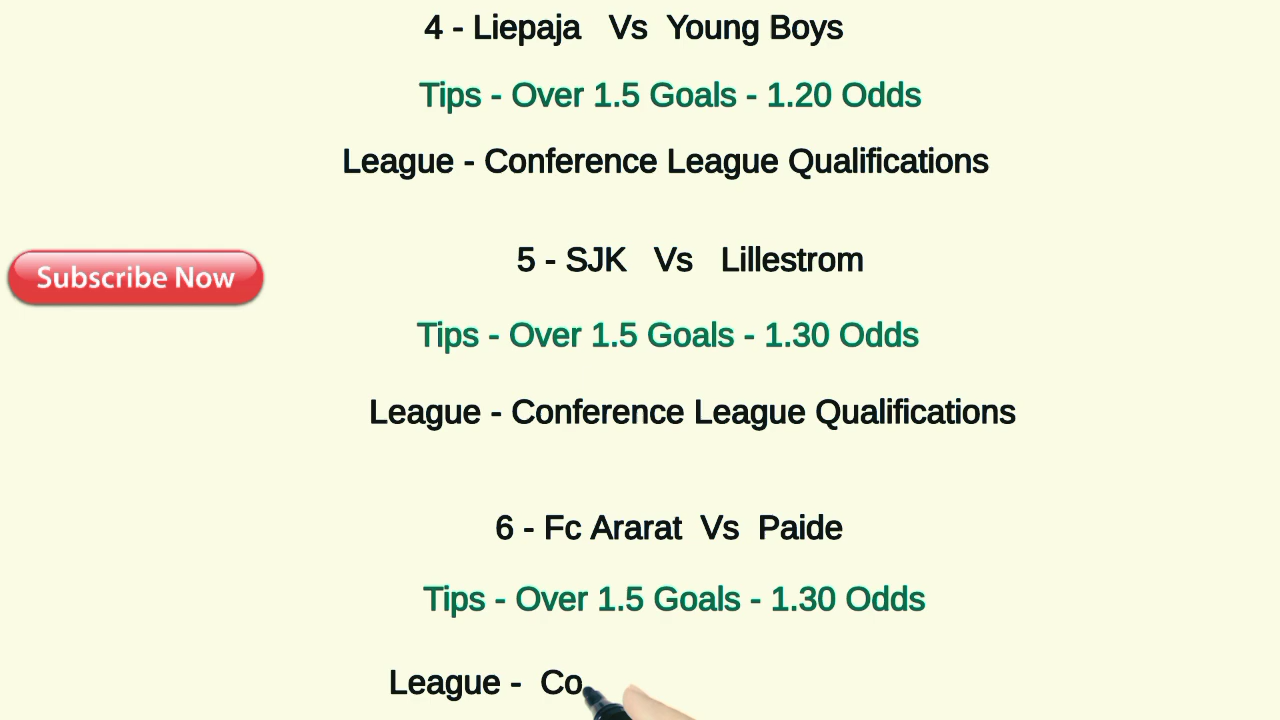 4 - Liepaja Vs Young Boys
Tips - Over 1.5 Goals - 1.20 Odds
League - Conference League Qualifications
Subscribe Now
5 - SJK Vs Lillestrom
Tips - Over 1.5 Goals - 1.30 Odds
League - Conference League Qualifications
6 - Fc Ararat Vs Paide
Tips - Over 1.5 Goals - 1.30 Odds
League - Co